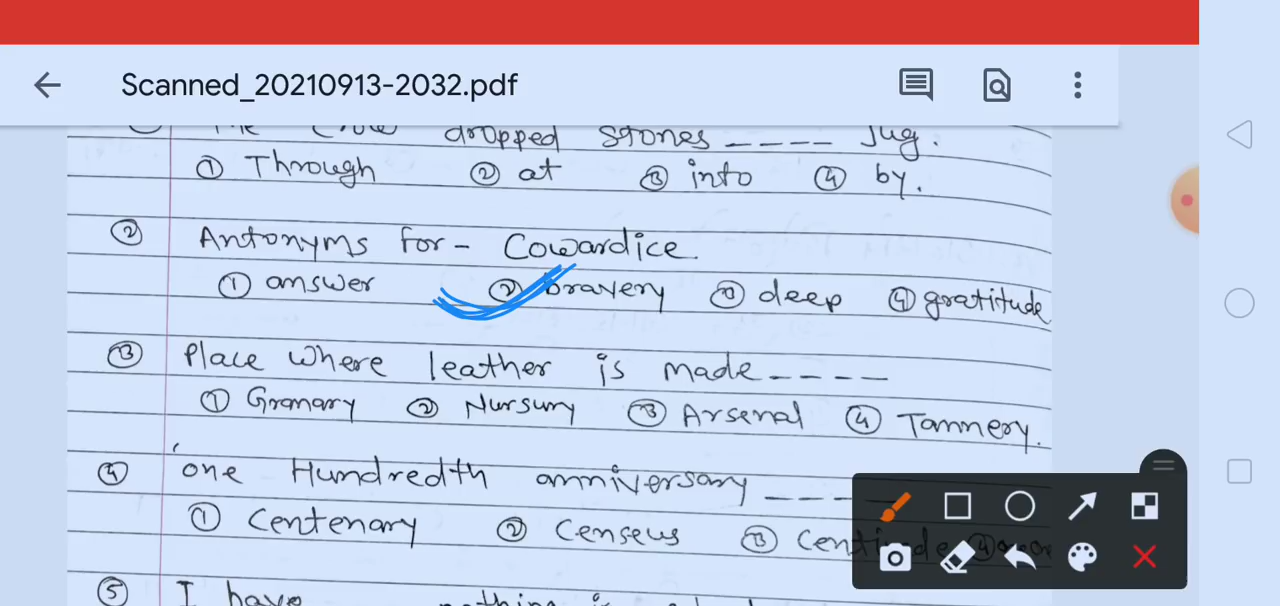 Scanned_20210913-2032.pdf
dropped stones ---- Jug.
① Through ② at ③ into ④ by.
② Antonyms for - Cowardice.
① answer ② bravery ③ deep ④ gratitude
③ Place where leather is made ----
① Granary ② Nursury ③ Arsenal ④ Tannery.
④ one Hundredth anniversary ----
① Centenary ② Censeus ③
⑤ I have